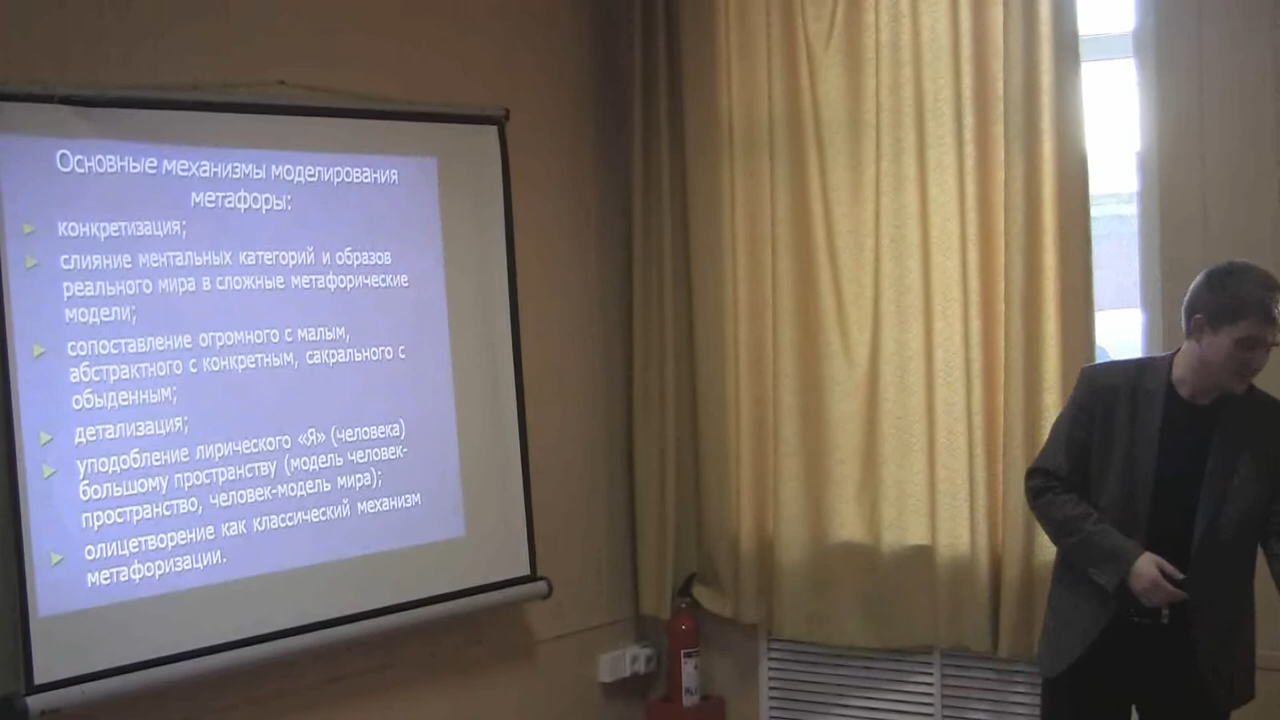 Основные механизмы моделирования
метафоры:
конкретизация;
слияние ментальных категорий и образов
реального мира в сложные метафорические
модели;
сопоставление огромного с малым,
абстрактного с конкретным, сакрального с
обыденным;
детализация;
уподобление лирического «Я» (человека)
большому пространству (модель человек-
пространство, человек-модель мира);
олицетворение как классический механизм
метафоризации.